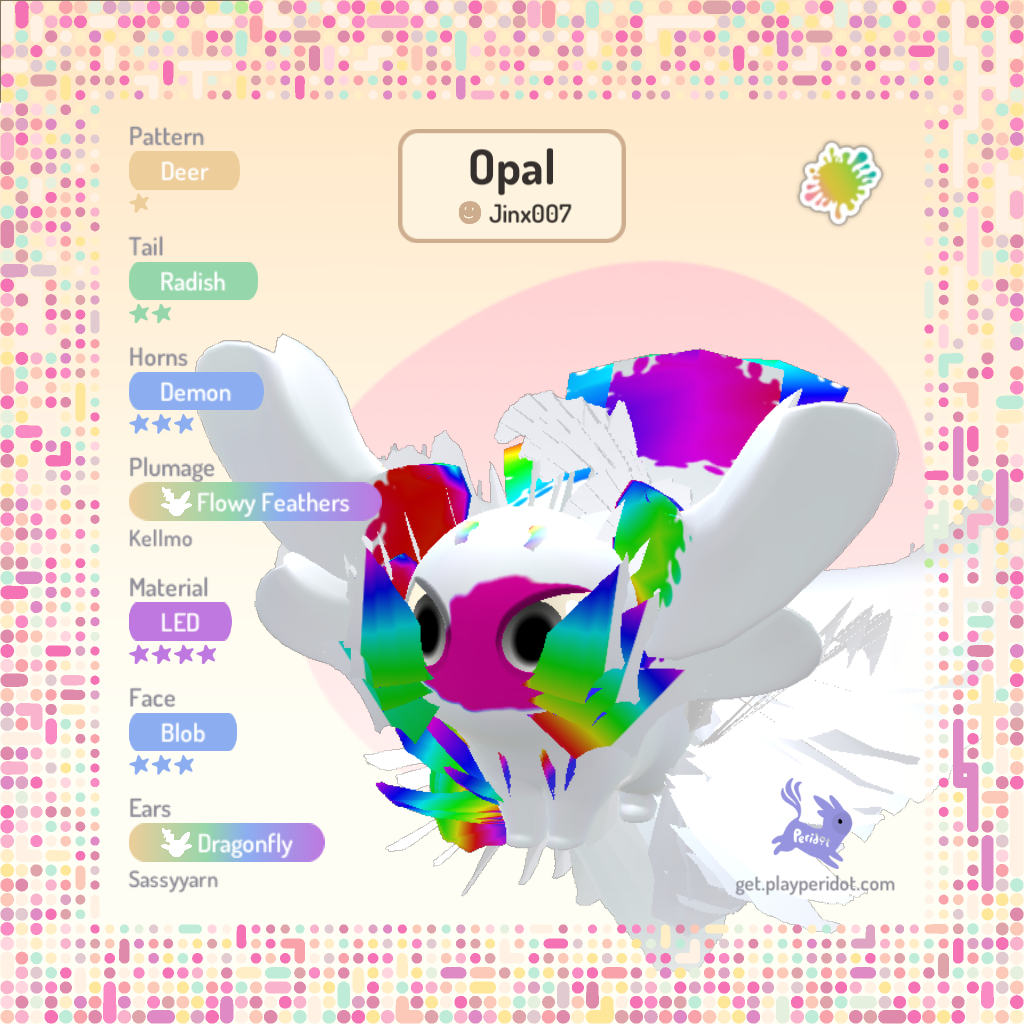 Opal
Jinx007
Pattern
Deer
Tail
Radish
Horns
Demon
Plumage
Flowy Feathers
Kellmo
Material
LED
Face
Blob
Ears
Dragonfly
Sassyyarn
Peridot
get.playperidot.com